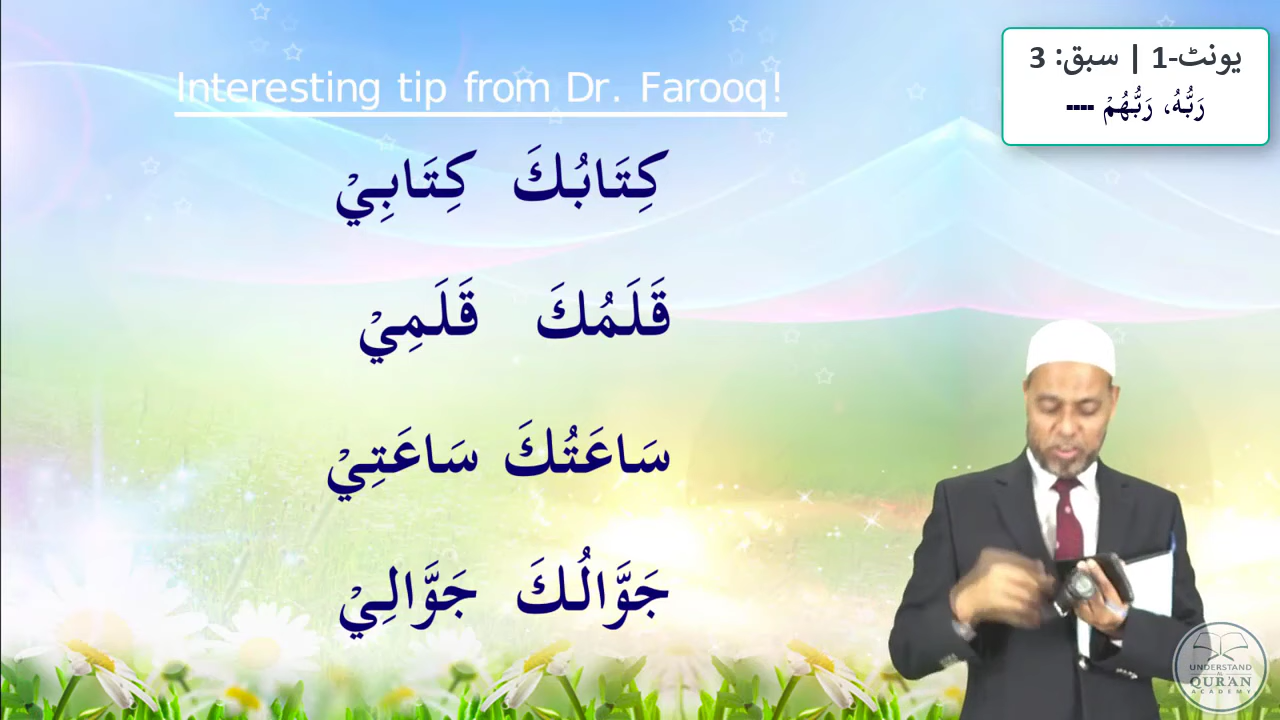 Interesting tip from Dr. Farooq!
یونٹ-1 | سبق: 3
رَبُّهُ، رَبُّهُمْ ----
كِتَابُكَ كِتَابِيْ
قَلَمُكَ قَلَمِيْ
سَاعَتُكَ سَاعَتِيْ
جَوَّالُكَ جَوَّالِيْ
UNDERSTAND
QURAN
ACADEMY